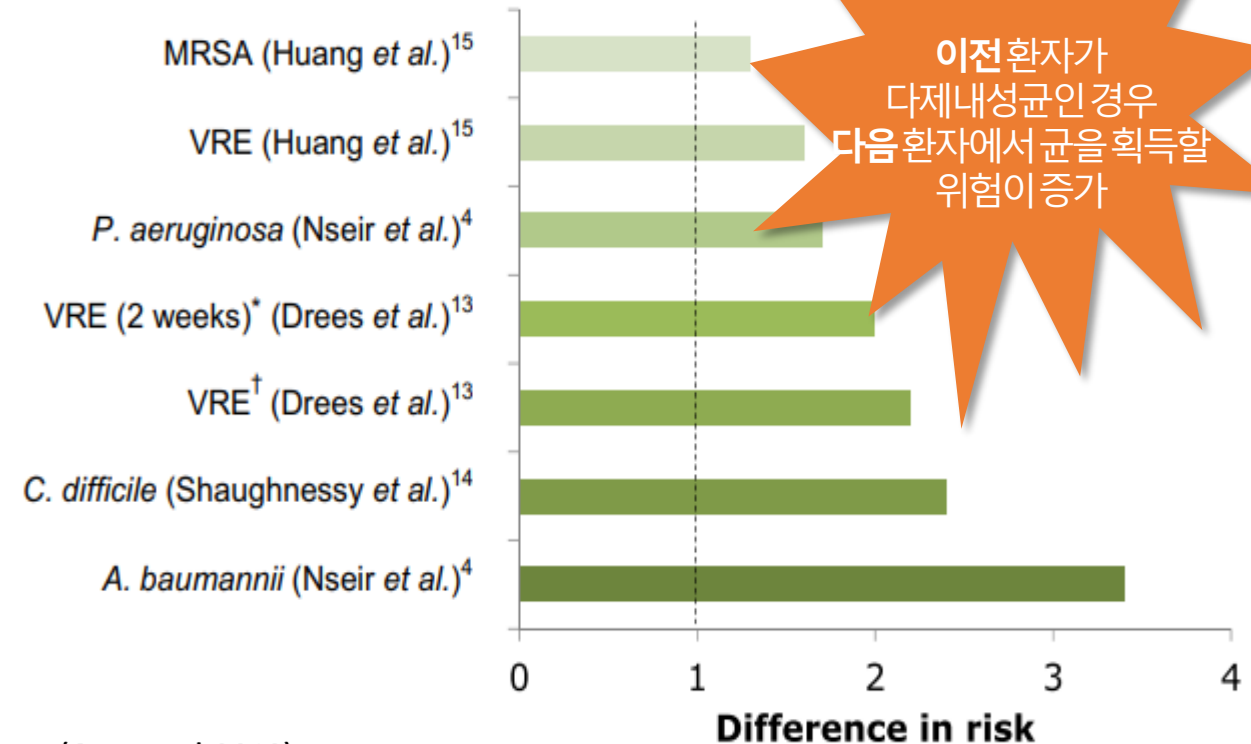 MRSA (Huang et al.)15
VRE (Huang et al.)15
P. aeruginosa (Nseir et al.)4
VRE (2 weeks)* (Drees et al.)13
VRE† (Drees et al.)13
C. difficile (Shaughnessy et al.)14
A. baumannii (Nseir et al.)4
이전 환자가
다제내성균인 경우
다음 환자에서 균을 획득할
위험이 증가
0 1 2 3 4
Difference in risk